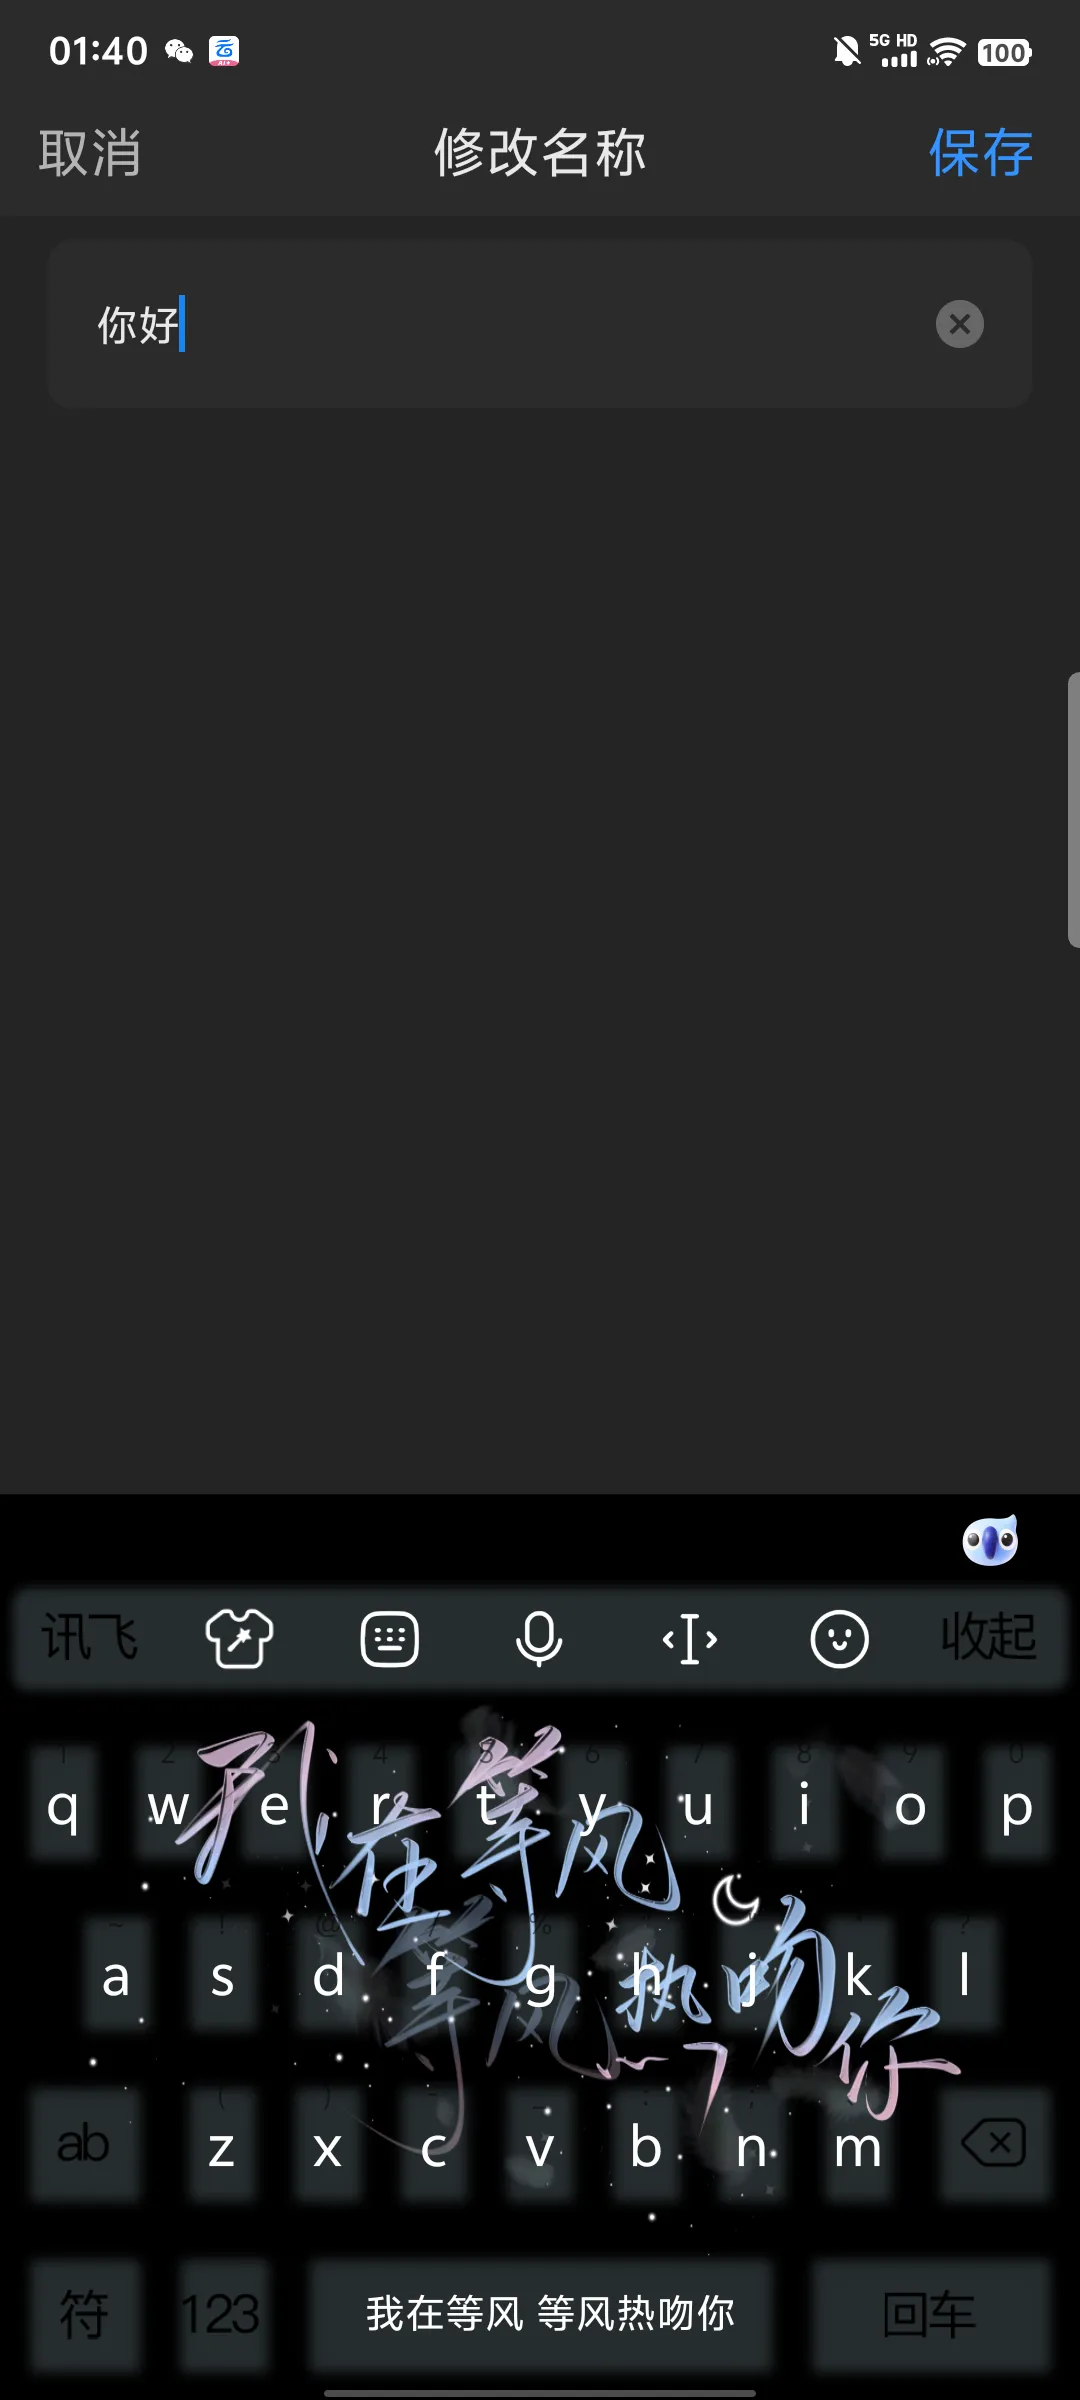 01:40 5G HD 100
取消 修改名称 保存
你好
讯飞 收起
1 2 3 4 5 6 7 8 9 0
q w e r t y u i o p
我在等风
~ ! @ % ?
a s d f g h j k l
等风热吻你
( ) - _ : ;
ab z x c v b n m
符 123 我在等风 等风热吻你 回车